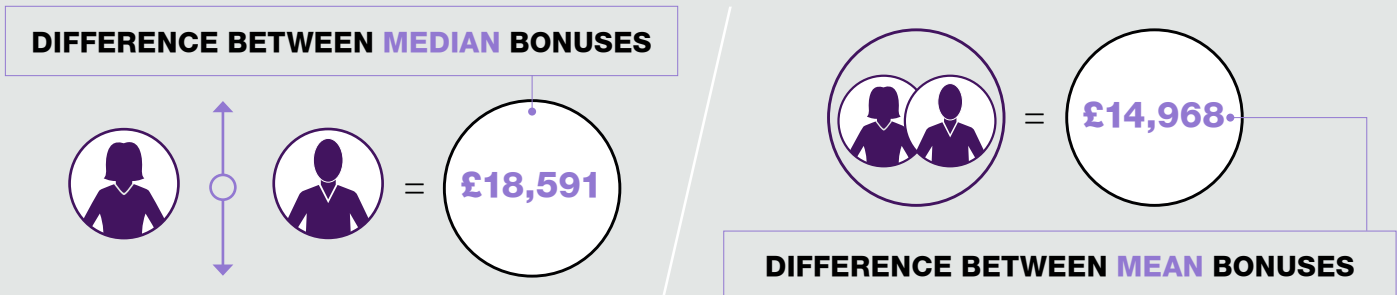 DIFFERENCE BETWEEN MEDIAN BONUSES
= £18,591
= £14,968
DIFFERENCE BETWEEN MEAN BONUSES